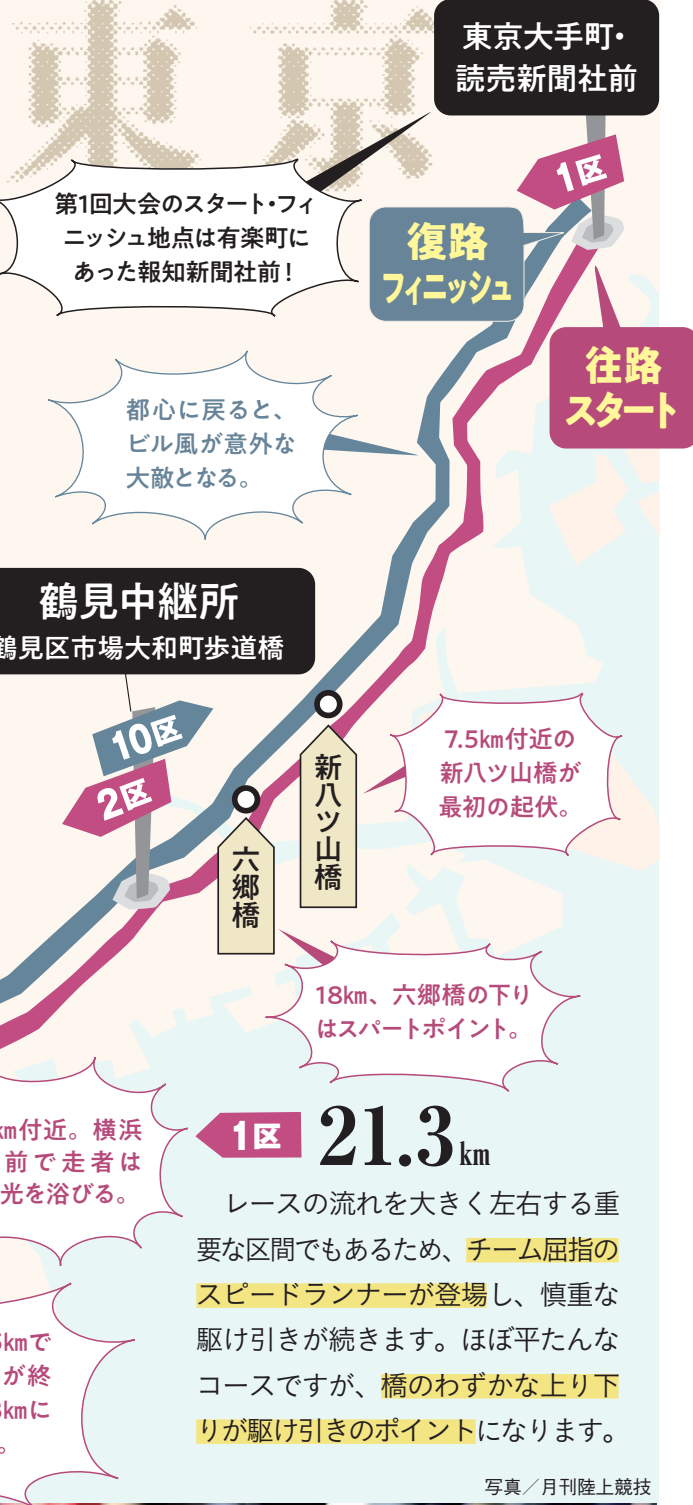 東京
東京大手町・
読売新聞社前
1区
第1回大会のスタート・フィ
ニッシュ地点は有楽町に
あった報知新聞社前！
復路
フィニッシュ
往路
スタート
都心に戻ると、
ビル風が意外な
大敵となる。
鶴見中継所
鶴見区市場大和町歩道橋
10区
2区
7.5km付近の
新八ツ山橋が
最初の起伏。
新八ツ山橋
六郷橋
18km、六郷橋の下り
はスパートポイント。
km付近。横浜
前で走者は
光を浴びる。
1区 21.3km
レースの流れを大きく左右する重
要な区間でもあるため、チーム屈指の
スピードランナーが登場し、慎重な
駆け引きが続きます。ほぼ平たんな
コースですが、橋のわずかな上り下
りが駆け引きのポイントになります。
kmで
が終
kmに
。
写真／月刊陸上競技